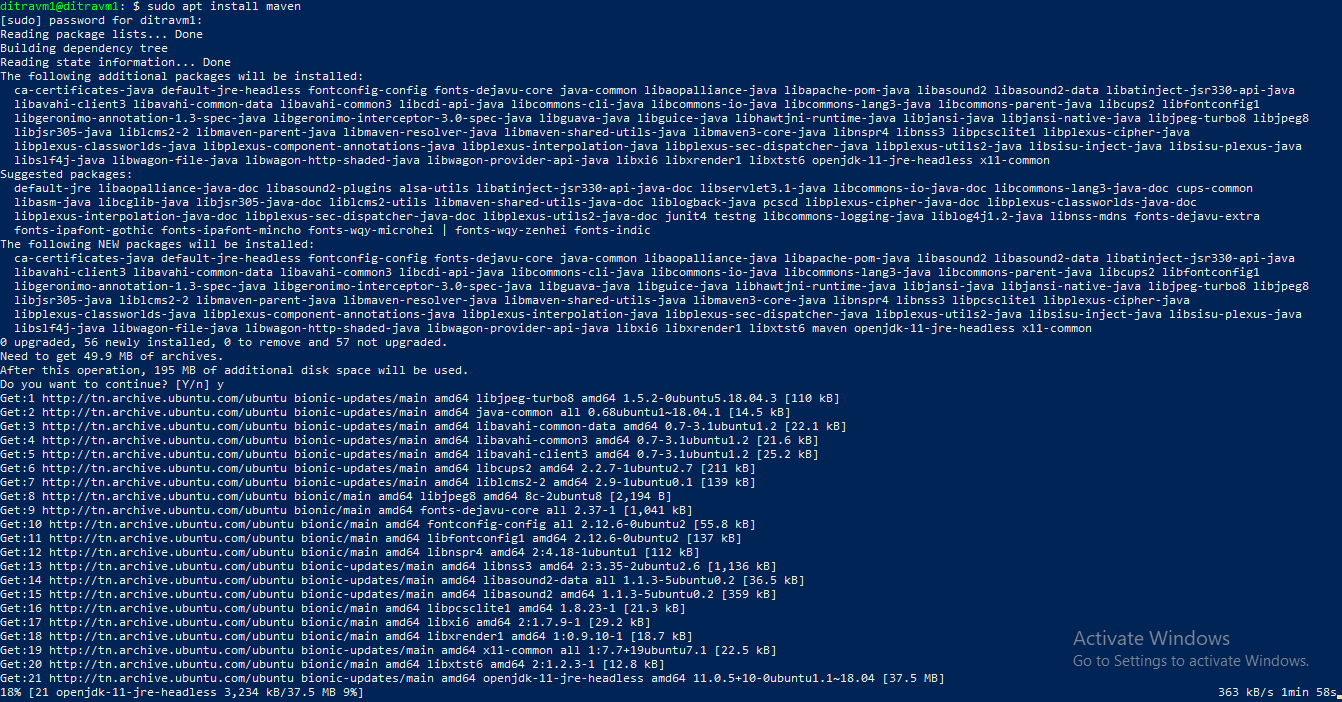 ditravm1@ditravm1: $ sudo apt install maven
[sudo] password for ditravm1:
Reading package lists... Done
Building dependency tree
Reading state information... Done
The following additional packages will be installed:
  ca-certificates-java default-jre-headless fontconfig-config fonts-dejavu-core java-common libaopalliance-java libapache-pom-java libasound2 libasound2-data libatinject-jsr330-api-java
  libavahi-client3 libavahi-common-data libavahi-common3 libcdi-api-java libcommons-cli-java libcommons-io-java libcommons-lang3-java libcommons-parent-java libcups2 libfontconfig1
  libgeronimo-annotation-1.3-spec-java libgeronimo-interceptor-3.0-spec-java libguava-java libguice-java libhawtjni-runtime-java libjansi-java libjansi-native-java libjpeg-turbo8 libjpeg8
  libjsr305-java liblcms2-2 libmaven-parent-java libmaven-resolver-java libmaven-shared-utils-java libmaven3-core-java libnspr4 libnss3 libpcsclite1 libplexus-cipher-java
  libplexus-classworlds-java libplexus-component-annotations-java libplexus-interpolation-java libplexus-sec-dispatcher-java libplexus-utils2-java libsisu-inject-java libsisu-plexus-java
  libslf4j-java libwagon-file-java libwagon-http-shaded-java libwagon-provider-api-java libxi6 libxrender1 libxtst6 openjdk-11-jre-headless x11-common
Suggested packages:
  default-jre libaopalliance-java-doc libasound2-plugins alsa-utils libatinject-jsr330-api-java-doc libservlet3.1-java libcommons-io-java-doc libcommons-lang3-java-doc cups-common
  libasm-java libcglib-java libjsr305-java-doc liblcms2-utils libmaven-shared-utils-java-doc liblogback-java pcscd libplexus-cipher-java-doc libplexus-classworlds-java-doc
  libplexus-interpolation-java-doc libplexus-sec-dispatcher-java-doc libplexus-utils2-java-doc junit4 testng libcommons-logging-java liblog4j1.2-java libnss-mdns fonts-dejavu-extra
  fonts-ipafont-gothic fonts-ipafont-mincho fonts-wqy-microhei | fonts-wqy-zenhei fonts-indic
The following NEW packages will be installed:
  ca-certificates-java default-jre-headless fontconfig-config fonts-dejavu-core java-common libaopalliance-java libapache-pom-java libasound2 libasound2-data libatinject-jsr330-api-java
  libavahi-client3 libavahi-common-data libavahi-common3 libcdi-api-java libcommons-cli-java libcommons-io-java libcommons-lang3-java libcommons-parent-java libcups2 libfontconfig1
  libgeronimo-annotation-1.3-spec-java libgeronimo-interceptor-3.0-spec-java libguava-java libguice-java libhawtjni-runtime-java libjansi-java libjansi-native-java libjpeg-turbo8 libjpeg8
  libjsr305-java liblcms2-2 libmaven-parent-java libmaven-resolver-java libmaven-shared-utils-java libmaven3-core-java libnspr4 libnss3 libpcsclite1 libplexus-cipher-java
  libplexus-classworlds-java libplexus-component-annotations-java libplexus-interpolation-java libplexus-sec-dispatcher-java libplexus-utils2-java libsisu-inject-java libsisu-plexus-java
  libslf4j-java libwagon-file-java libwagon-http-shaded-java libwagon-provider-api-java libxi6 libxrender1 libxtst6 maven openjdk-11-jre-headless x11-common
0 upgraded, 56 newly installed, 0 to remove and 57 not upgraded.
Need to get 49.9 MB of archives.
After this operation, 195 MB of additional disk space will be used.
Do you want to continue? [Y/n] y
Get:1 http://tn.archive.ubuntu.com/ubuntu bionic-updates/main amd64 libjpeg-turbo8 amd64 1.5.2-0ubuntu5.18.04.3 [110 kB]
Get:2 http://tn.archive.ubuntu.com/ubuntu bionic-updates/main amd64 java-common all 0.68ubuntu1~18.04.1 [14.5 kB]
Get:3 http://tn.archive.ubuntu.com/ubuntu bionic-updates/main amd64 libavahi-common-data amd64 0.7-3.1ubuntu1.2 [22.1 kB]
Get:4 http://tn.archive.ubuntu.com/ubuntu bionic-updates/main amd64 libavahi-common3 amd64 0.7-3.1ubuntu1.2 [21.6 kB]
Get:5 http://tn.archive.ubuntu.com/ubuntu bionic-updates/main amd64 libavahi-client3 amd64 0.7-3.1ubuntu1.2 [25.2 kB]
Get:6 http://tn.archive.ubuntu.com/ubuntu bionic-updates/main amd64 libcups2 amd64 2.2.7-1ubuntu2.7 [211 kB]
Get:7 http://tn.archive.ubuntu.com/ubuntu bionic-updates/main amd64 liblcms2-2 amd64 2.9-1ubuntu0.1 [139 kB]
Get:8 http://tn.archive.ubuntu.com/ubuntu bionic/main amd64 libjpeg8 amd64 8c-2ubuntu8 [2,194 B]
Get:9 http://tn.archive.ubuntu.com/ubuntu bionic/main amd64 fonts-dejavu-core all 2.37-1 [1,041 kB]
Get:10 http://tn.archive.ubuntu.com/ubuntu bionic/main amd64 fontconfig-config all 2.12.6-0ubuntu2 [55.8 kB]
Get:11 http://tn.archive.ubuntu.com/ubuntu bionic/main amd64 libfontconfig1 amd64 2.12.6-0ubuntu2 [137 kB]
Get:12 http://tn.archive.ubuntu.com/ubuntu bionic/main amd64 libnspr4 amd64 2:4.18-1ubuntu1 [112 kB]
Get:13 http://tn.archive.ubuntu.com/ubuntu bionic-updates/main amd64 libnss3 amd64 2:3.35-2ubuntu2.6 [1,136 kB]
Get:14 http://tn.archive.ubuntu.com/ubuntu bionic-updates/main amd64 libasound2-data all 1.1.3-5ubuntu0.2 [36.5 kB]
Get:15 http://tn.archive.ubuntu.com/ubuntu bionic-updates/main amd64 libasound2 amd64 1.1.3-5ubuntu0.2 [359 kB]
Get:16 http://tn.archive.ubuntu.com/ubuntu bionic/main amd64 libpcsclite1 amd64 1.8.23-1 [21.3 kB]
Get:17 http://tn.archive.ubuntu.com/ubuntu bionic/main amd64 libxi6 amd64 2:1.7.9-1 [29.2 kB]
Get:18 http://tn.archive.ubuntu.com/ubuntu bionic/main amd64 libxrender1 amd64 1:0.9.10-1 [18.7 kB]
Get:19 http://tn.archive.ubuntu.com/ubuntu bionic-updates/main amd64 x11-common all 1:7.7+19ubuntu7.1 [22.5 kB]
Get:20 http://tn.archive.ubuntu.com/ubuntu bionic/main amd64 libxtst6 amd64 2:1.2.3-1 [12.8 kB]
Get:21 http://tn.archive.ubuntu.com/ubuntu bionic-updates/main amd64 openjdk-11-jre-headless amd64 11.0.5+10-0ubuntu1.1~18.04 [37.5 MB]
18% [21 openjdk-11-jre-headless 3,234 kB/37.5 MB 9%] 363 kB/s 1min 58s
Activate Windows
Go to Settings to activate Windows.